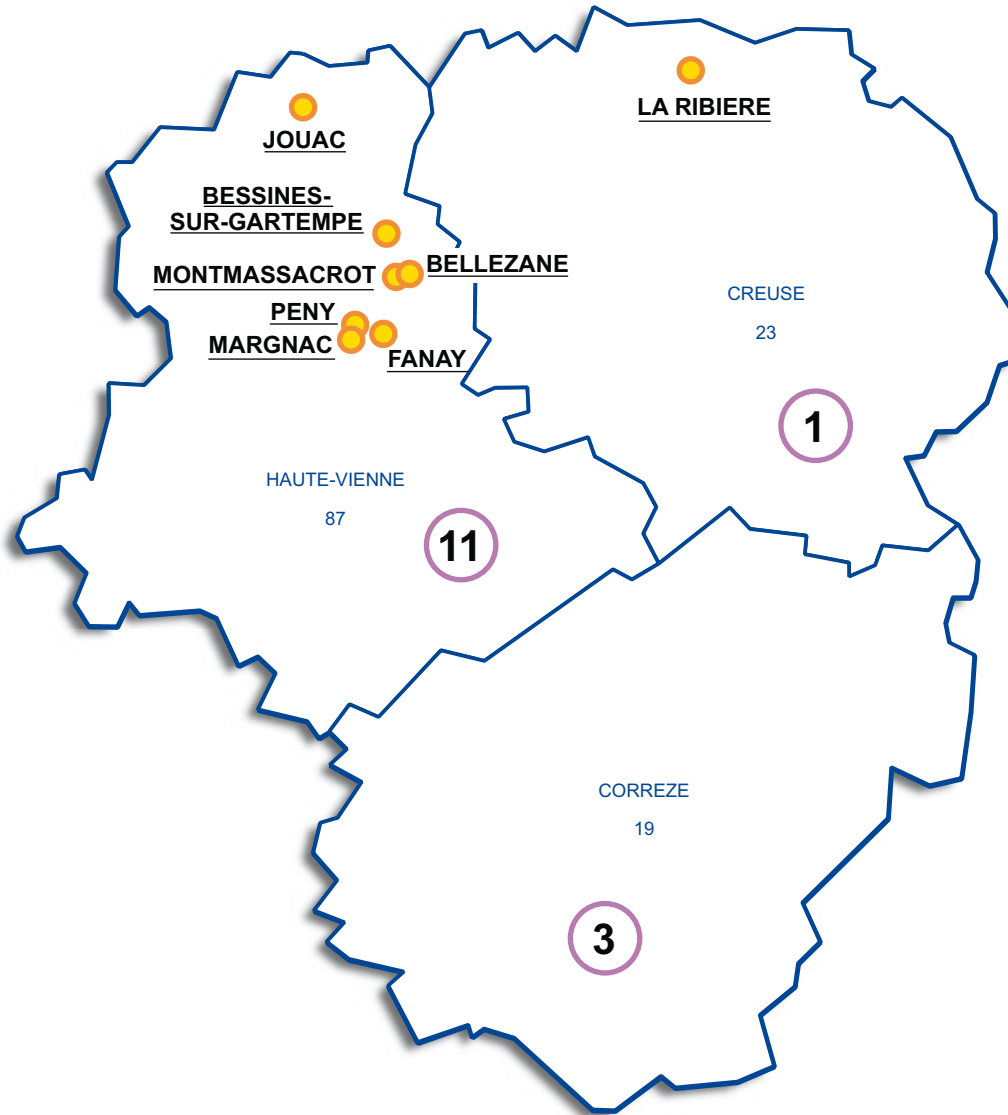 LA RIBIERE
JOUAC
BESSINES-
SUR-GARTEMPE
BELLEZANE
MONTMASSACROT
PENY
MARGNAC
FANAY
CREUSE
23
1
HAUTE-VIENNE
87
11
CORREZE
19
3